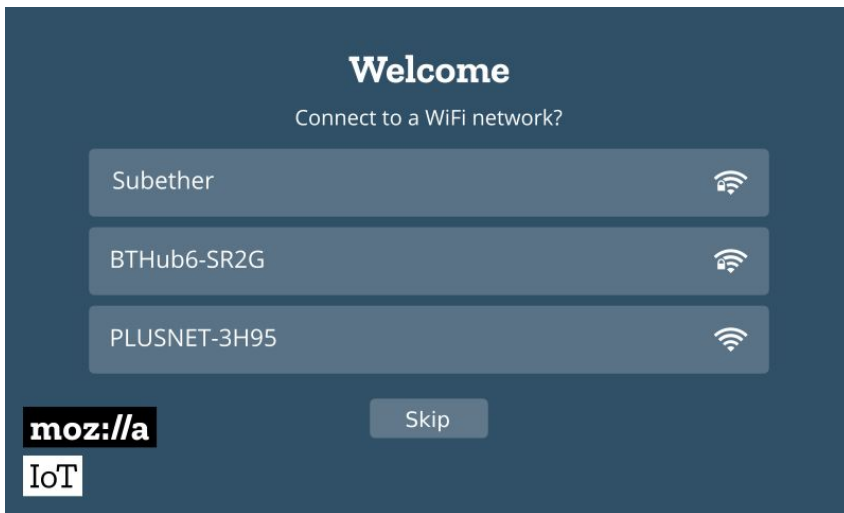 Welcome
Connect to a WiFi network?
Subether
BTHub6-SR2G
PLUSNET-3H95
Skip
moz://a
IoT